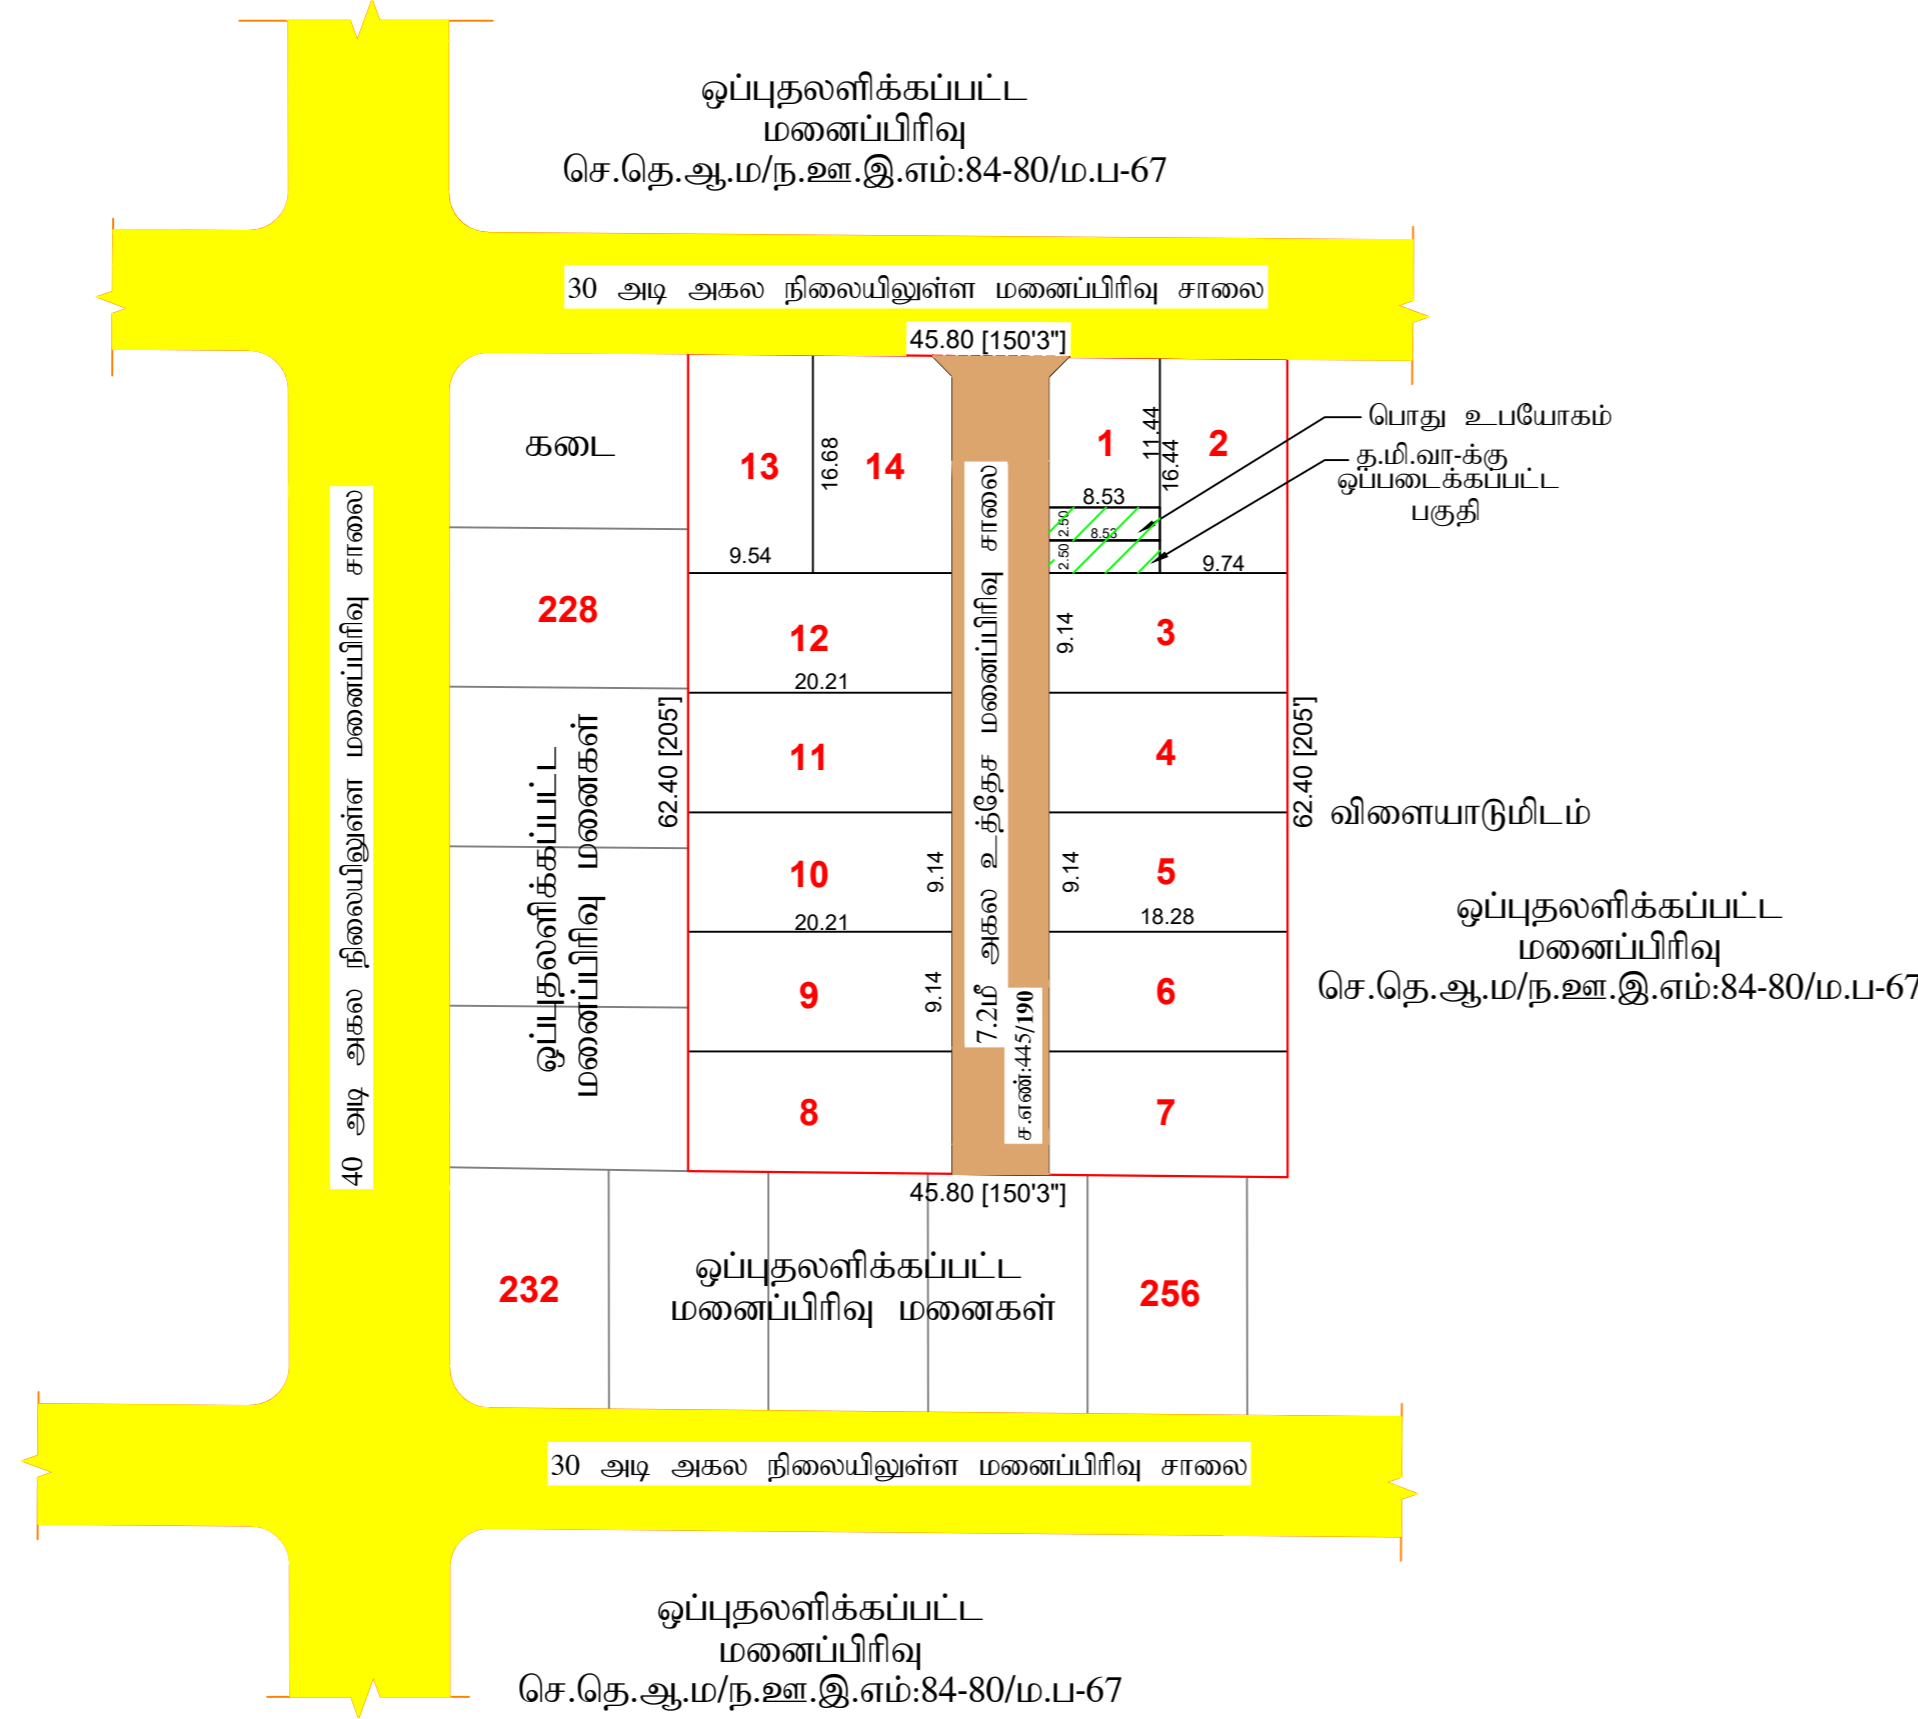 ஒப்புதலளிக்கப்பட்ட
மனைப்பிரிவு
செ.தெ.ஆ.ம/ந.ஊ.இ.எம்:84-80/ம.ப-67
30 அடி அகல நிலையிலுள்ள மனைப்பிரிவு சாலை
45.80 [150'3"]
கடை
13
16.68
14
9.54
1
11.44
16.44
2
8.53
2.50
8.53
2.50
9.74
பொது உபயோகம்
த.மி.வா-க்கு
ஒப்படைக்கப்பட்ட
பகுதி
40 அடி அகல நிலையிலுள்ள மனைப்பிரிவு சாலை
228
12
20.21
9.14
3
11
4
62.40 [205']
62.40 [205']
விளையாடுமிடம்
ஒப்புதலளிக்கப்பட்ட
மனைப்பிரிவு மனைகள்
7.2மீ அகல உத்தேச மனைப்பிரிவு சாலை
ச.எண்:445/190
10
20.21
9.14
9.14
5
18.28
ஒப்புதலளிக்கப்பட்ட
மனைப்பிரிவு
செ.தெ.ஆ.ம/ந.ஊ.இ.எம்:84-80/ம.ப-67
9
9.14
6
8
7
45.80 [150'3"]
232
ஒப்புதலளிக்கப்பட்ட
மனைப்பிரிவு மனைகள்
256
30 அடி அகல நிலையிலுள்ள மனைப்பிரிவு சாலை
ஒப்புதலளிக்கப்பட்ட
மனைப்பிரிவு
செ.தெ.ஆ.ம/ந.ஊ.இ.எம்:84-80/ம.ப-67